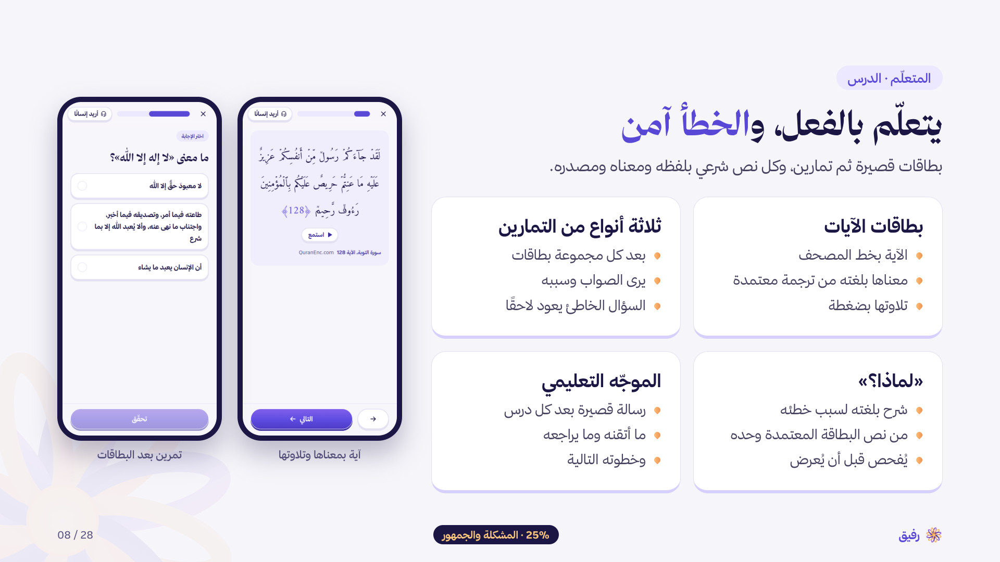 المتعلّم · الدرس
يتعلّم بالفعل، والخطأ آمن
بطاقات قصيرة ثم تمارين، وكل نص شرعي بلفظه ومعناه ومصدره.
بطاقات الآيات
الآية بخط المصحف
معناها بلغته من ترجمة معتمدة
تلاوتها بضغطة
ثلاثة أنواع من التمارين
بعد كل مجموعة بطاقات
يرى الصواب وسببه
السؤال الخاطئ يعود لاحقًا
«لماذا؟»
شرح بلغته لسبب خطئه
من نص البطاقة المعتمدة وحده
يُفحص قبل أن يُعرض
الموجّه التعليمي
رسالة قصيرة بعد كل درس
ما أتقنه وما يراجعه
وخطوته التالية
أريد إنسانًا
لَقَدۡ جَآءَكُمۡ رَسُولٞ مِّنۡ أَنفُسِكُمۡ عَزِيزٌ
عَلَيۡهِ مَا عَنِتُّمۡ حَرِيصٌ عَلَيۡكُم بِٱلۡمُؤۡمِنِينَ
رَءُوفٞ رَّحِيمٞ ﴿128﴾
استمع
سورة التوبة، الآية 128 QuranEnc.com
التالي ←
→
آية بمعناها وتلاوتها
أريد إنسانًا
اختر الإجابة
ما معنى «لا إله إلا الله»؟
لا معبودَ حقٌّ إلا الله
طاعته فيما أمر، وتصديقه فيما أخبر،
واجتناب ما نهى عنه، وألا يُعبد الله إلا بما
شرع
أن الإنسان يعبد ما يشاء
تحقّق
تمرين بعد البطاقات
رفيق
25% · المشكلة والجمهور
08 / 28